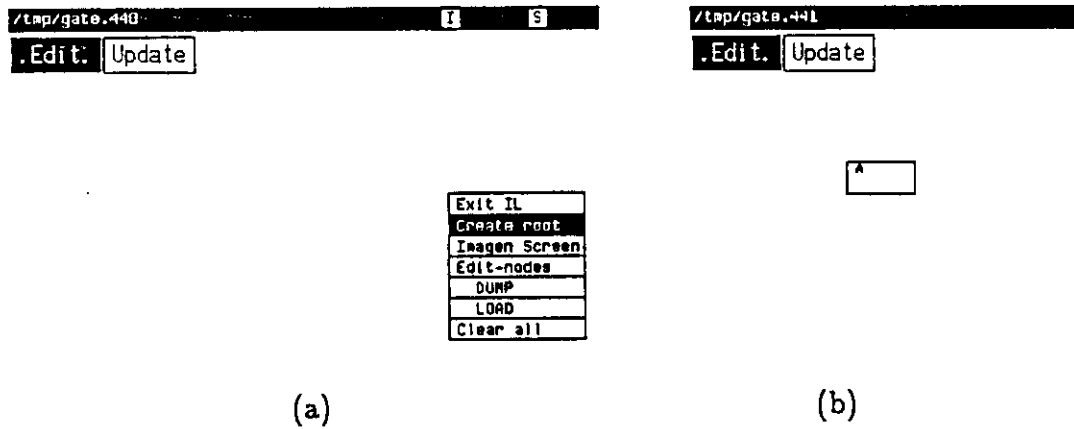 /tmp/gate.440 I S
.Edit. Update
Exit IL
Create root
Imagen Screen
Edit-nodes
DUMP
LOAD
Clear all
(a)
/tmp/gate.441
.Edit. Update
A
(b)